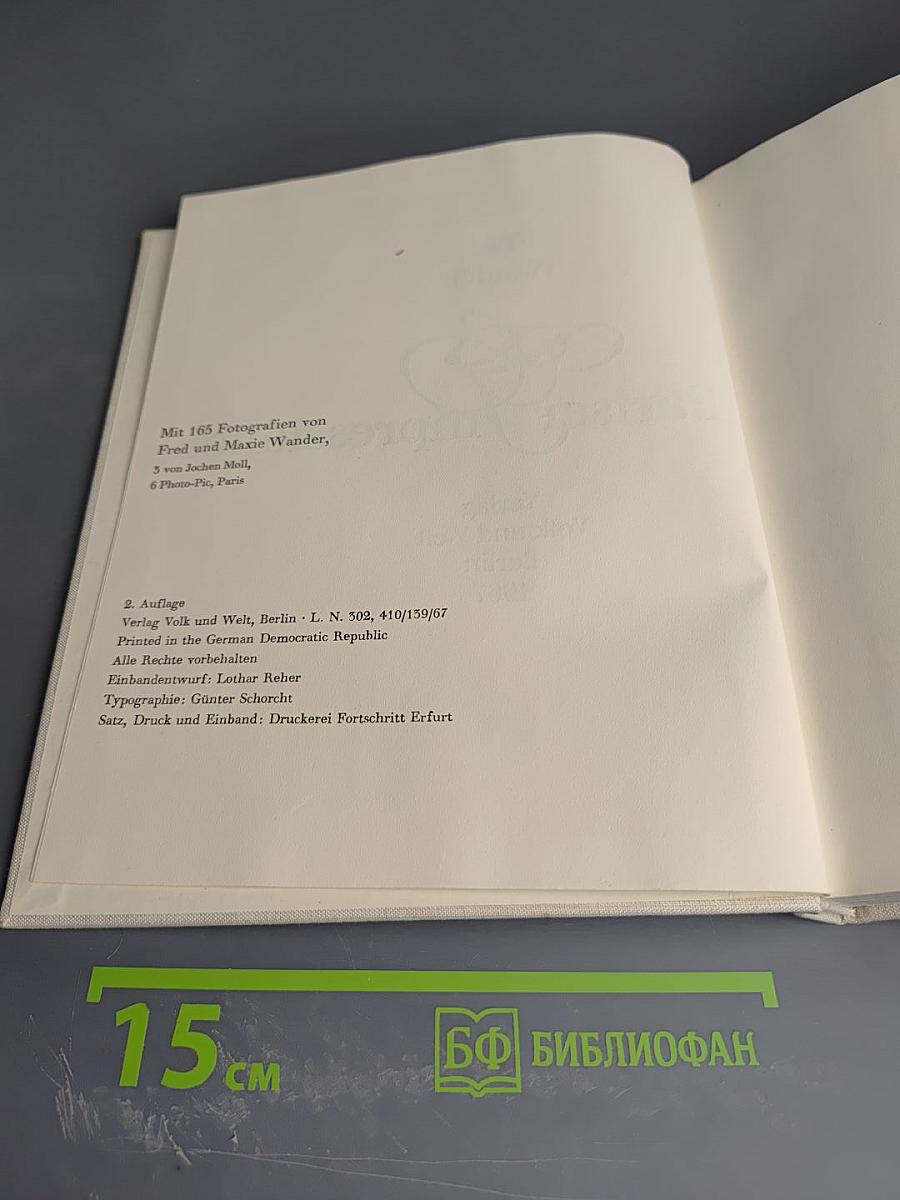 Mit 165 Fotografien von
Fred und Maxie Wander,
3 von Jochen Moll,
6 Photo-Pic, Paris
2. Auflage
Verlag Volk und Welt, Berlin · L. N. 302, 410/139/67
Printed in the German Democratic Republic
Alle Rechte vorbehalten
Einbandentwurf: Lothar Reher
Typographie: Günter Schorcht
Satz, Druck und Einband: Druckerei Fortschritt Erfurt
15 см
БФ БИБЛИОФАН